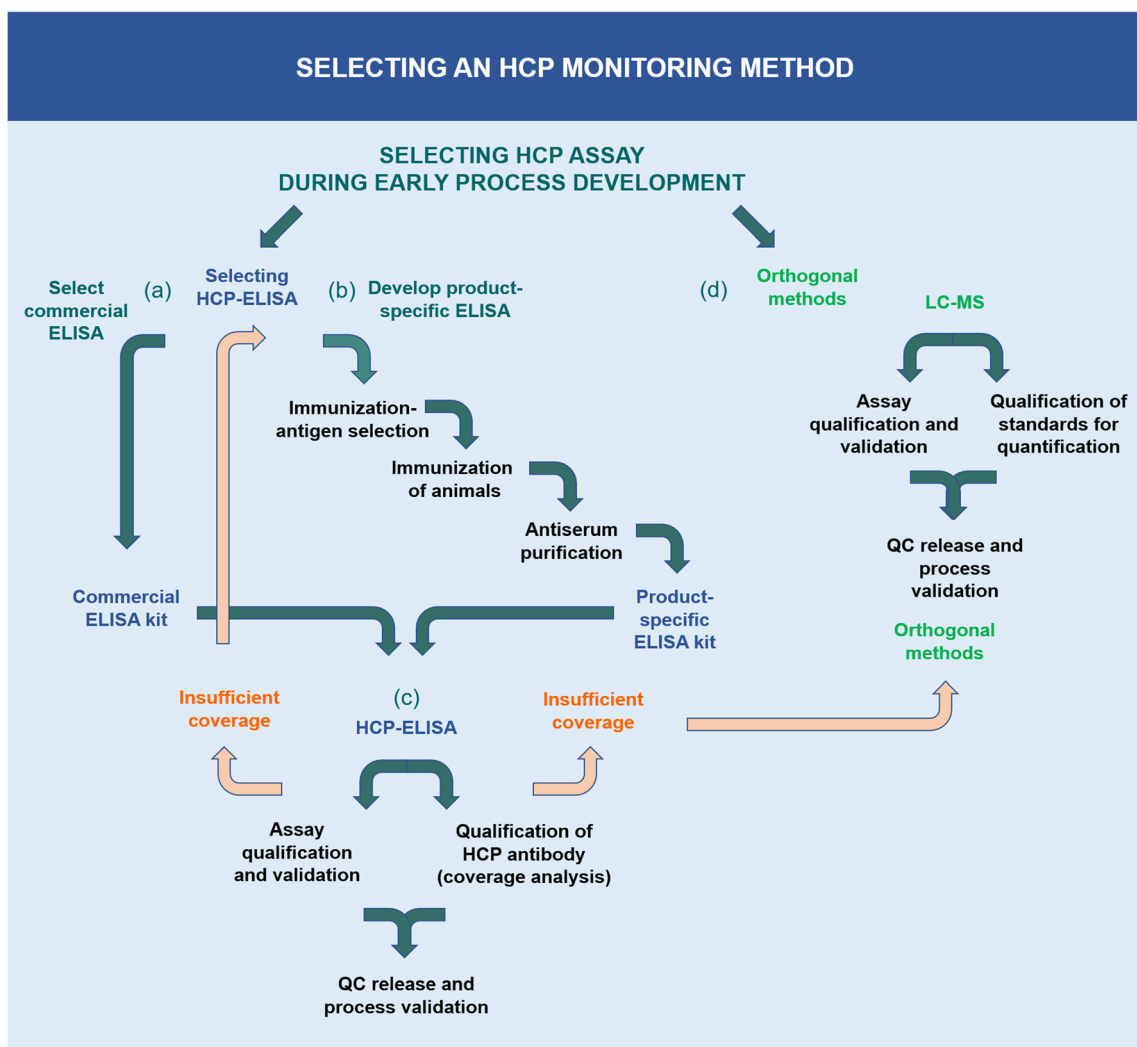 SELECTING AN HCP MONITORING METHOD
SELECTING HCP ASSAY
DURING EARLY PROCESS DEVELOPMENT
Select
commercial
ELISA
(a)
Selecting
HCP-ELISA
(b)
Develop product-
specific ELISA
(d)
Orthogonal
methods
LC-MS
Immunization-
antigen selection
Immunization
of animals
Antiserum
purification
Assay
qualification and
validation
Qualification of
standards for
quantification
QC release and
process
validation
Orthogonal
methods
Commercial
ELISA kit
Product-
specific
ELISA kit
Insufficient
coverage
(c)
HCP-ELISA
Insufficient
coverage
Assay
qualification
and validation
Qualification of
HCP antibody
(coverage analysis)
QC release and
process validation